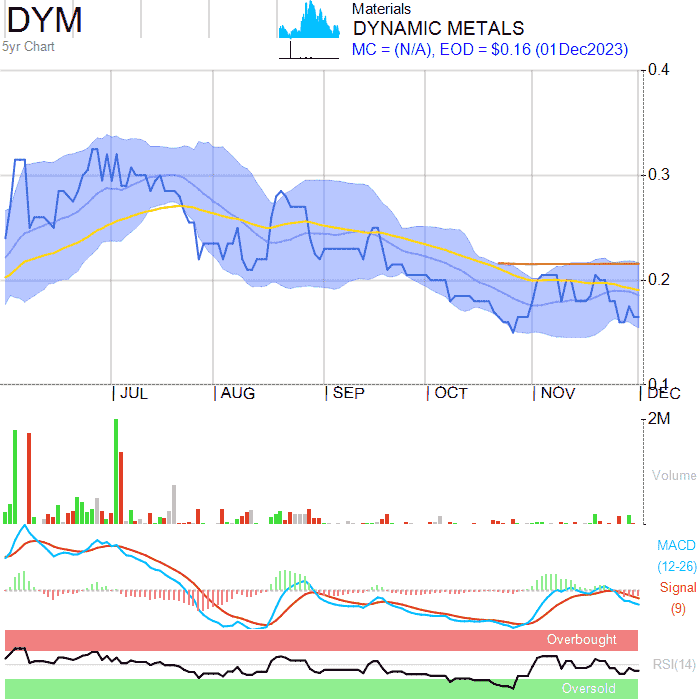 DYM
5yr Chart
Materials
DYNAMIC METALS
MC = (N/A), EOD = $0.16 (01Dec2023)
0.4
0.3
0.2
0.1
JUL
AUG
SEP
OCT
NOV
DEC
2M
Volume
MACD
(12-26)
Signal
(9)
Overbought
RSI(14)
Oversold